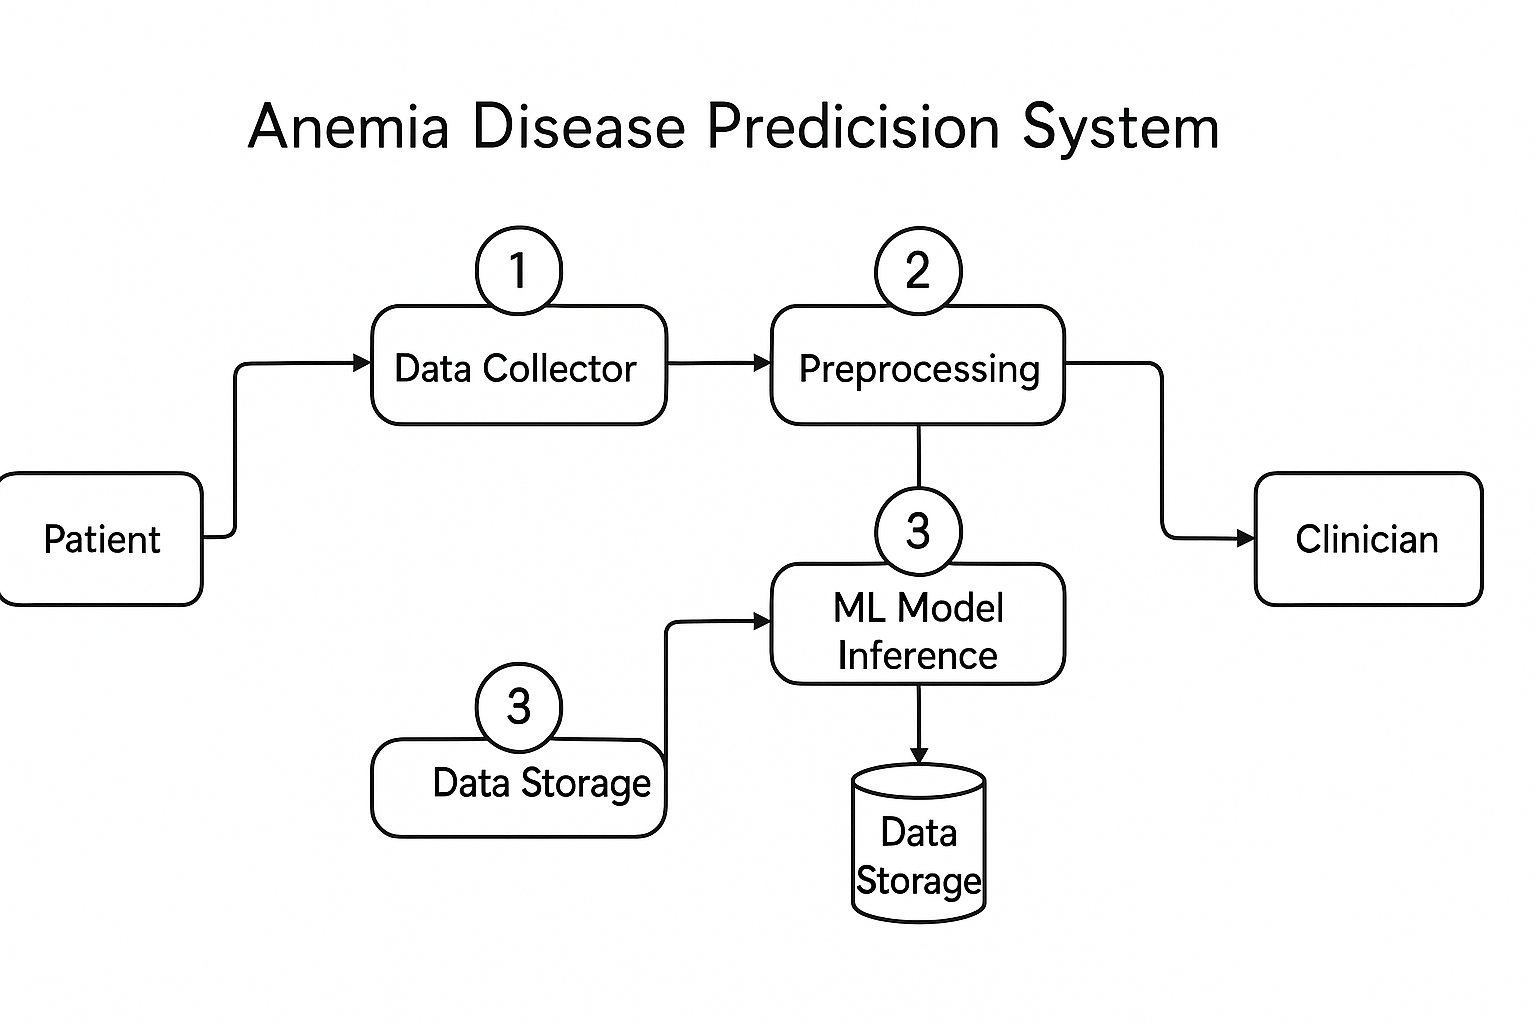 Anemia Disease Predicision System
1
2
Data Collector
Preprocessing
Patient
3
Clinician
ML Model
Inference
3
Data Storage
Data
Storage